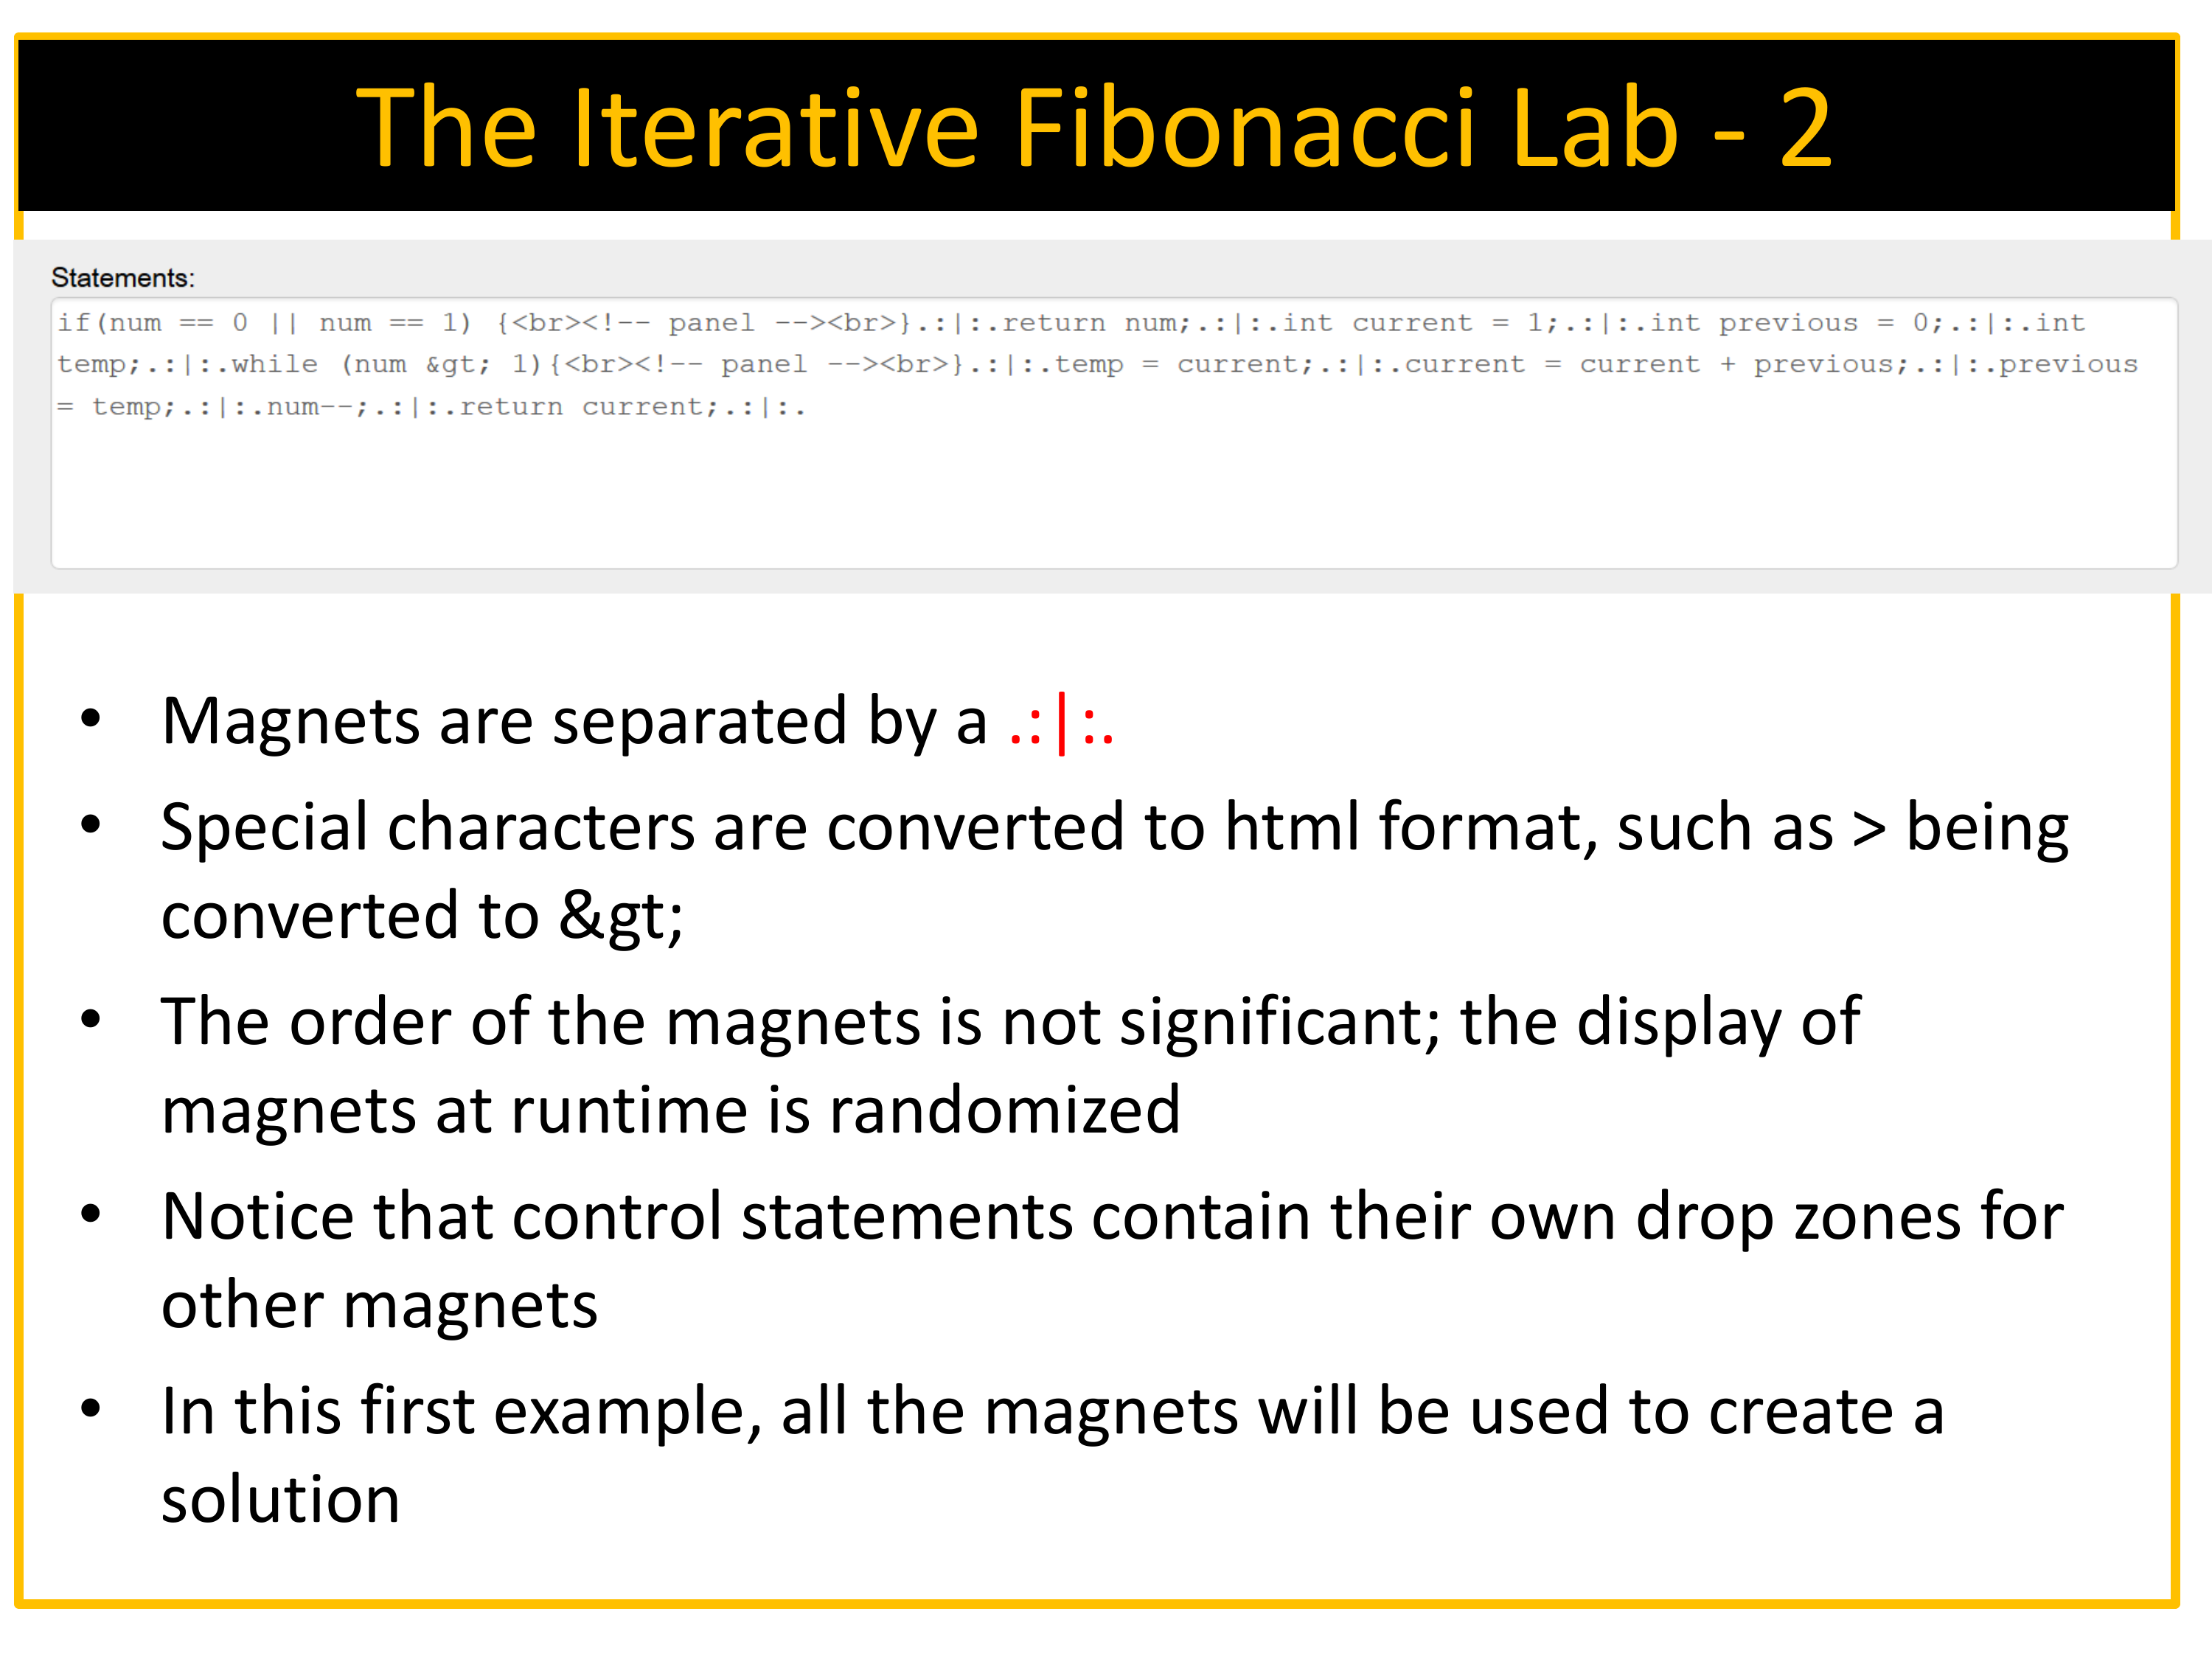 The Iterative Fibonacci Lab - 2
Statements:
if(num == 0 || num == 1) {<br><!-- panel --><br>}.:|:.return num;.:|:.int current = 1;.:|:.int previous = 0;.:|:.int
temp;.:|:.while (num &gt; 1){<br><!-- panel --><br>}.:|:.temp = current;.:|:.current = current + previous;.:|:.previous
= temp;.:|:.num--;.:|:.return current;.:|:.
• Magnets are separated by a .:|:.
• Special characters are converted to html format, such as > being
converted to &gt;
• The order of the magnets is not significant; the display of
magnets at runtime is randomized
• Notice that control statements contain their own drop zones for
other magnets
• In this first example, all the magnets will be used to create a
solution